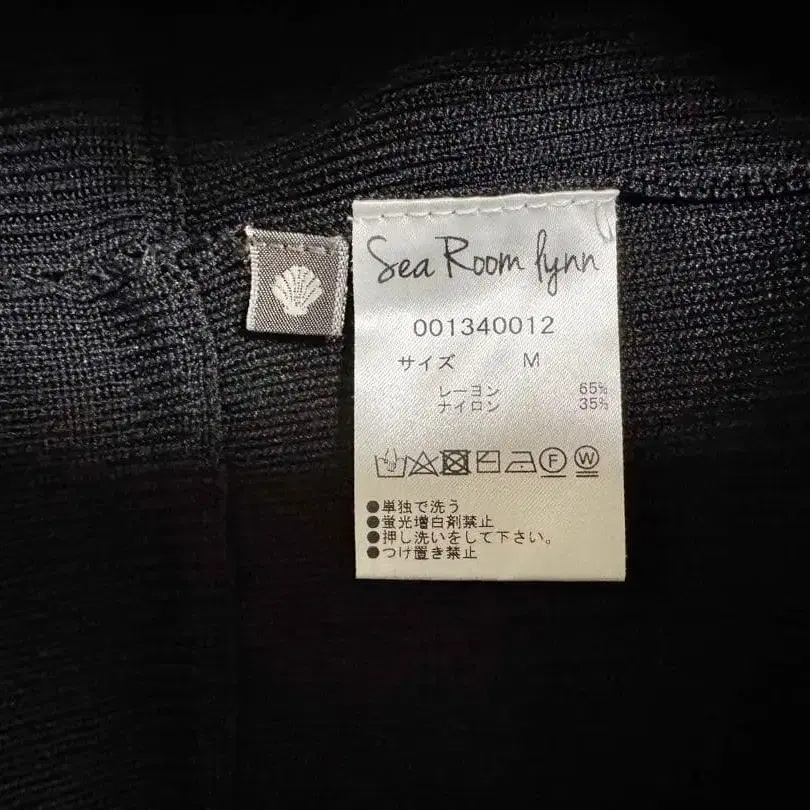 Sea Room lynn
001340012
サイズ M
レーヨン 65%
ナイロン 35%
F W
●単独で洗う
●蛍光増白剤禁止
●押し洗いをして下さい。
●つけ置き禁止